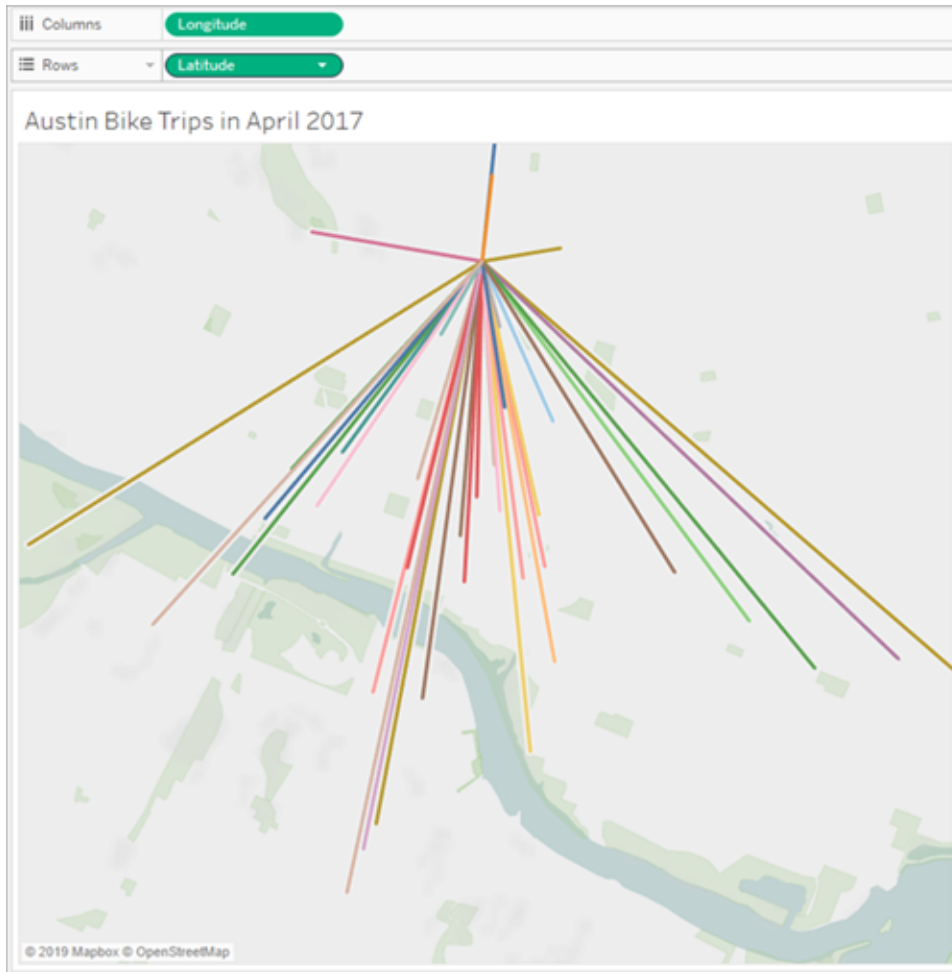 Columns
Longitude
Rows
Latitude
Austin Bike Trips in April 2017
© 2019 Mapbox © OpenStreetMap